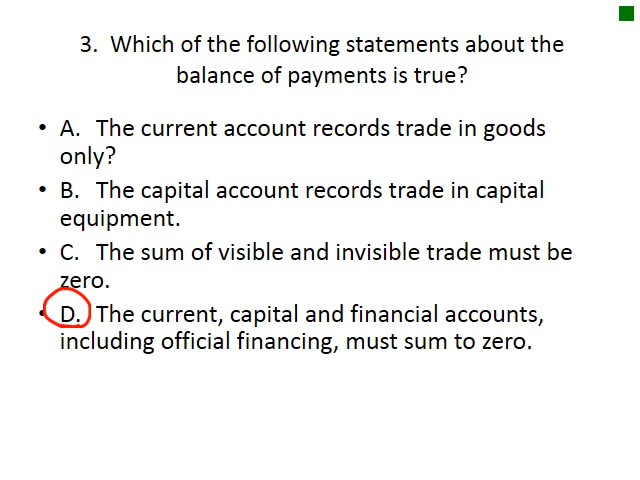 3. Which of the following statements about the
balance of payments is true?
• A. The current account records trade in goods
only?
• B. The capital account records trade in capital
equipment.
• C. The sum of visible and invisible trade must be
zero.
• D. The current, capital and financial accounts,
including official financing, must sum to zero.